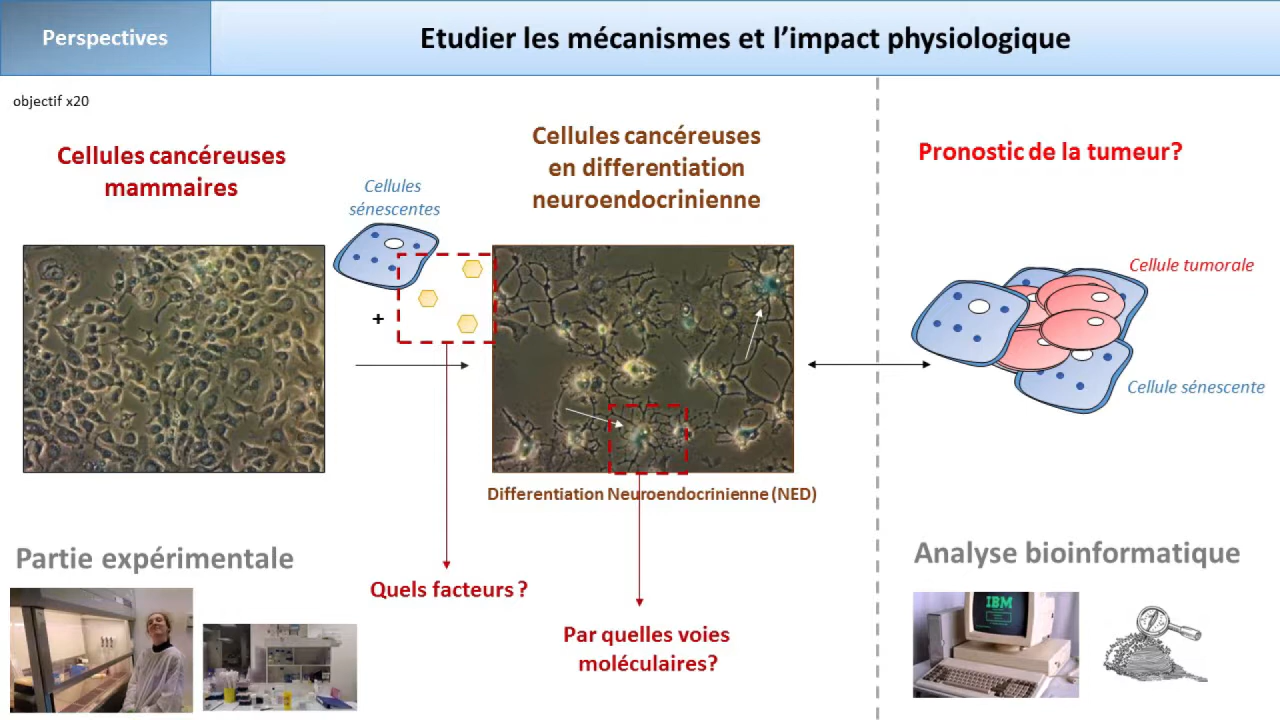 Perspectives
Etudier les mécanismes et l’impact physiologique
objectif x20
Cellules cancéreuses
mammaires
Cellules
sénescentes
+
Cellules cancéreuses
en differentiation
neuroendocrinienne
Pronostic de la tumeur?
Cellule tumorale
Cellule sénescente
Differentiation Neuroendocrinienne (NED)
Partie expérimentale
Quels facteurs ?
Par quelles voies
moléculaires?
Analyse bioinformatique
IBM